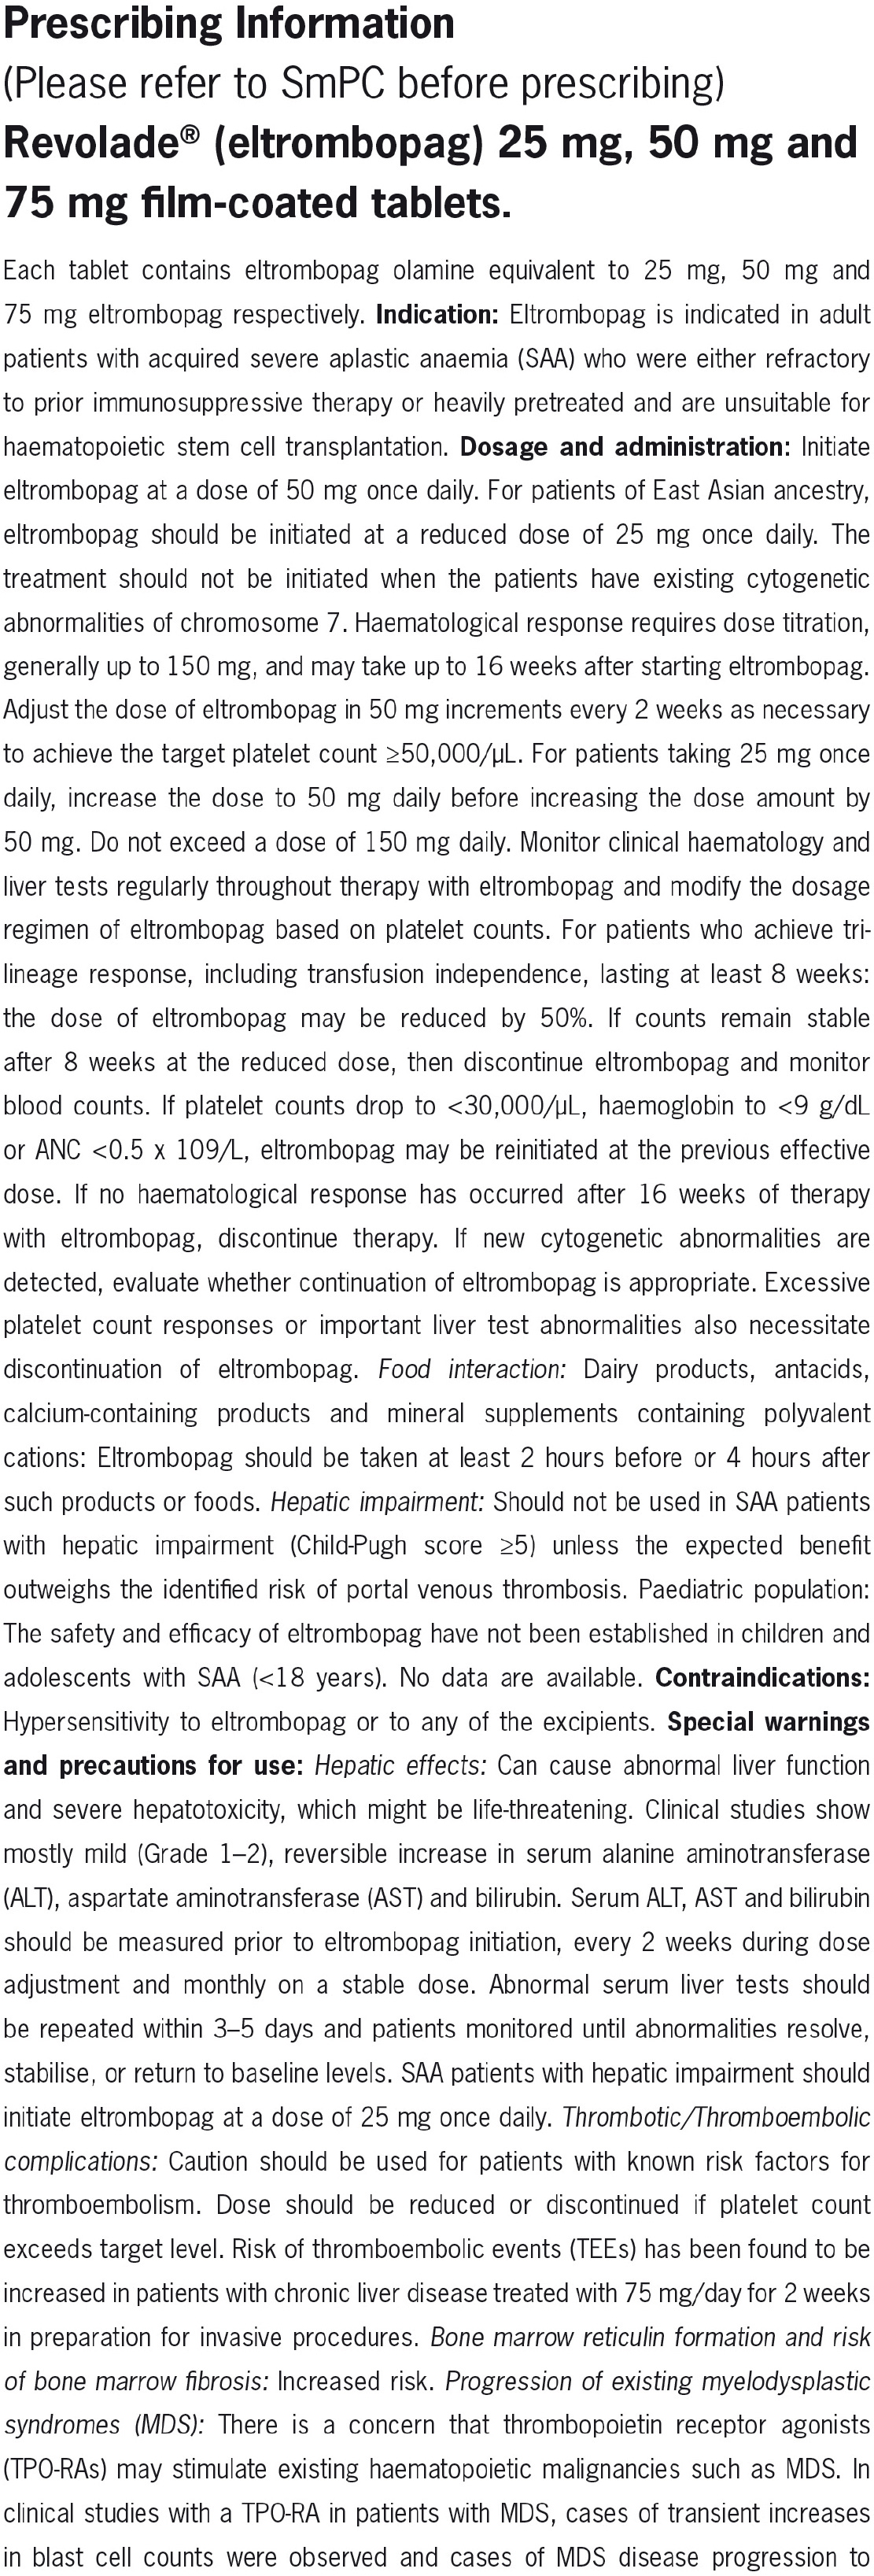 Prescribing Information
(Please refer to SmPC before prescribing)
Revolade® (eltrombopag) 25 mg, 50 mg and
75 mg film-coated tablets.
Each tablet contains eltrombopag olamine equivalent to 25 mg, 50 mg and
75 mg eltrombopag respectively. Indication: Eltrombopag is indicated in adult
patients with acquired severe aplastic anaemia (SAA) who were either refractory
to prior immunosuppressive therapy or heavily pretreated and are unsuitable for
haematopoietic stem cell transplantation. Dosage and administration: Initiate
eltrombopag at a dose of 50 mg once daily. For patients of East Asian ancestry,
eltrombopag should be initiated at a reduced dose of 25 mg once daily. The
treatment should not be initiated when the patients have existing cytogenetic
abnormalities of chromosome 7. Haematological response requires dose titration,
generally up to 150 mg, and may take up to 16 weeks after starting eltrombopag.
Adjust the dose of eltrombopag in 50 mg increments every 2 weeks as necessary
to achieve the target platelet count ≥50,000/µL. For patients taking 25 mg once
daily, increase the dose to 50 mg daily before increasing the dose amount by
50 mg. Do not exceed a dose of 150 mg daily. Monitor clinical haematology and
liver tests regularly throughout therapy with eltrombopag and modify the dosage
regimen of eltrombopag based on platelet counts. For patients who achieve tri-
lineage response, including transfusion independence, lasting at least 8 weeks:
the dose of eltrombopag may be reduced by 50%. If counts remain stable
after 8 weeks at the reduced dose, then discontinue eltrombopag and monitor
blood counts. If platelet counts drop to <30,000/µL, haemoglobin to <9 g/dL
or ANC <0.5 x 109/L, eltrombopag may be reinitiated at the previous effective
dose. If no haematological response has occurred after 16 weeks of therapy
with eltrombopag, discontinue therapy. If new cytogenetic abnormalities are
detected, evaluate whether continuation of eltrombopag is appropriate. Excessive
platelet count responses or important liver test abnormalities also necessitate
discontinuation of eltrombopag. Food interaction: Dairy products, antacids,
calcium-containing products and mineral supplements containing polyvalent
cations: Eltrombopag should be taken at least 2 hours before or 4 hours after
such products or foods. Hepatic impairment: Should not be used in SAA patients
with hepatic impairment (Child-Pugh score ≥5) unless the expected benefit
outweighs the identified risk of portal venous thrombosis. Paediatric population:
The safety and efficacy of eltrombopag have not been established in children and
adolescents with SAA (<18 years). No data are available. Contraindications:
Hypersensitivity to eltrombopag or to any of the excipients. Special warnings
and precautions for use: Hepatic effects: Can cause abnormal liver function
and severe hepatotoxicity, which might be life-threatening. Clinical studies show
mostly mild (Grade 1–2), reversible increase in serum alanine aminotransferase
(ALT), aspartate aminotransferase (AST) and bilirubin. Serum ALT, AST and bilirubin
should be measured prior to eltrombopag initiation, every 2 weeks during dose
adjustment and monthly on a stable dose. Abnormal serum liver tests should
be repeated within 3–5 days and patients monitored until abnormalities resolve,
stabilise, or return to baseline levels. SAA patients with hepatic impairment should
initiate eltrombopag at a dose of 25 mg once daily. Thrombotic/Thromboembolic
complications: Caution should be used for patients with known risk factors for
thromboembolism. Dose should be reduced or discontinued if platelet count
exceeds target level. Risk of thromboembolic events (TEEs) has been found to be
increased in patients with chronic liver disease treated with 75 mg/day for 2 weeks
in preparation for invasive procedures. Bone marrow reticulin formation and risk
of bone marrow fibrosis: Increased risk. Progression of existing myelodysplastic
syndromes (MDS): There is a concern that thrombopoietin receptor agonists
(TPO-RAs) may stimulate existing haematopoietic malignancies such as MDS. In
clinical studies with a TPO-RA in patients with MDS, cases of transient increases
in blast cell counts were observed and cases of MDS disease progression to